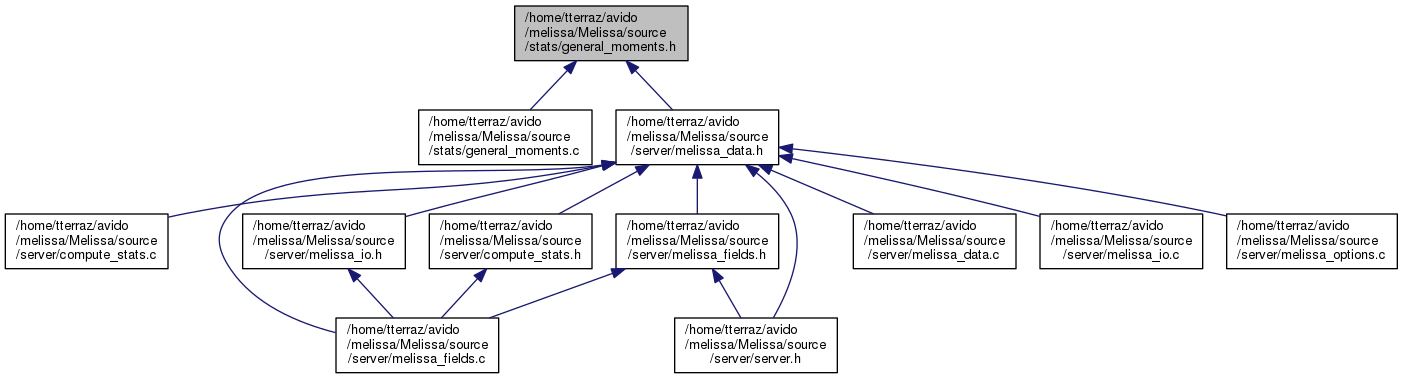 /home/tterraz/avido
/melissa/Melissa/source
/stats/general_moments.h
/home/tterraz/avido
/melissa/Melissa/source
/stats/general_moments.c
/home/tterraz/avido
/melissa/Melissa/source
/server/melissa_data.h
/home/tterraz/avido
/melissa/Melissa/source
/server/compute_stats.c
/home/tterraz/avido
/melissa/Melissa/source
/server/melissa_io.h
/home/tterraz/avido
/melissa/Melissa/source
/server/compute_stats.h
/home/tterraz/avido
/melissa/Melissa/source
/server/melissa_fields.h
/home/tterraz/avido
/melissa/Melissa/source
/server/melissa_data.c
/home/tterraz/avido
/melissa/Melissa/source
/server/melissa_io.c
/home/tterraz/avido
/melissa/Melissa/source
/server/melissa_options.c
/home/tterraz/avido
/melissa/Melissa/source
/server/melissa_fields.c
/home/tterraz/avido
/melissa/Melissa/source
/server/server.h